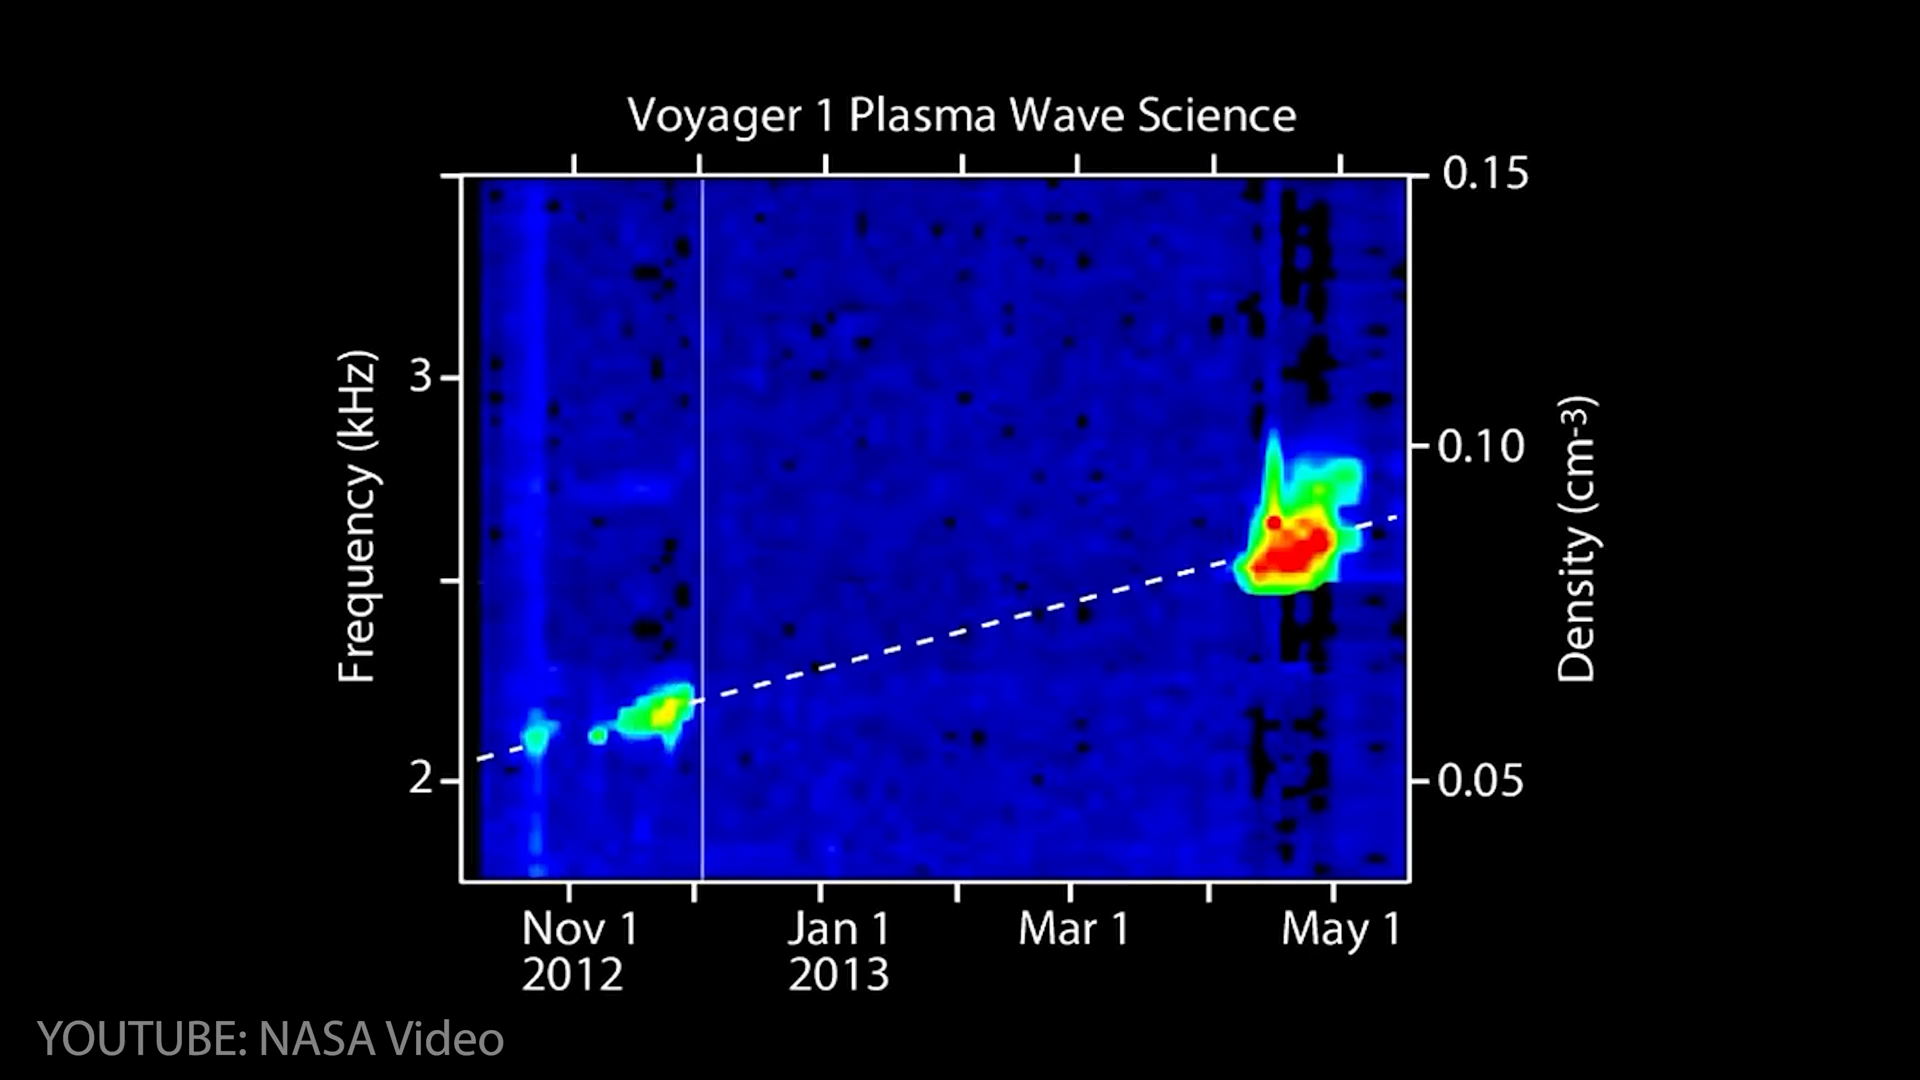 Voyager 1 Plasma Wave Science
0.15
3
0.10
2
0.05
Frequency (kHz)
Density (cm-3)
Nov 1
2012
Jan 1
2013
Mar 1
May 1
YOUTUBE: NASA Video